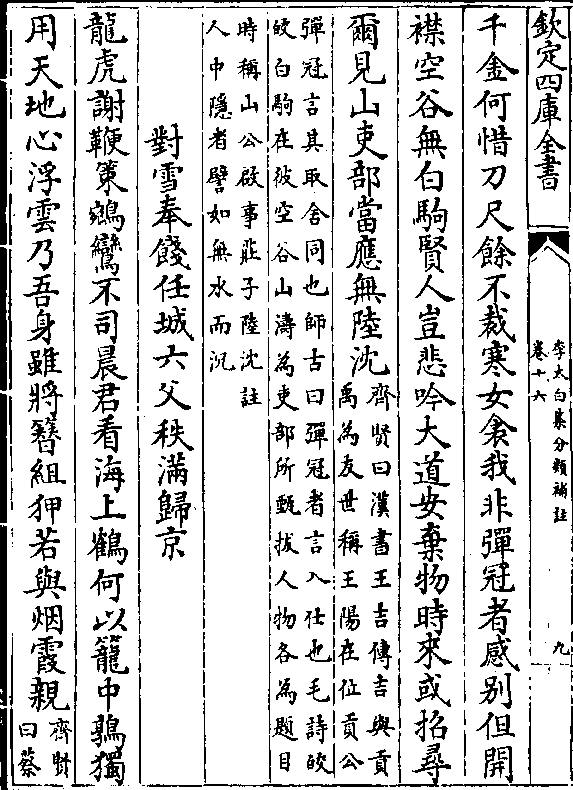 欽定四庫全書
李太白集分類補註
卷十六
九
千金何惜刀尺餘不裁寒女衾我非彈冠者感別但開
襟空谷無白駒賢人豈悲吟大道安棄物時來或招尋
爾見山吏部當應無陸沈
齊賢曰漢書王吉傳吉與貢
禹為友世稱王陽在位貢公
彈冠言其取舍同也師古曰彈冠者言入仕也毛詩皎
皎白駒在彼空谷山濤為吏部所甄拔人物各為題目
時稱山公啟事莊子陸沈註
人中隱者譬如無水而沉
對雪奉餞任城六父秩滿歸京
龍虎謝鞭策鵷鸞不司晨君看海上鶴何以籠中鶉獨
用天地心浮雲乃吾身雖將簪組狎若與烟霞親
齊賢
曰蔡